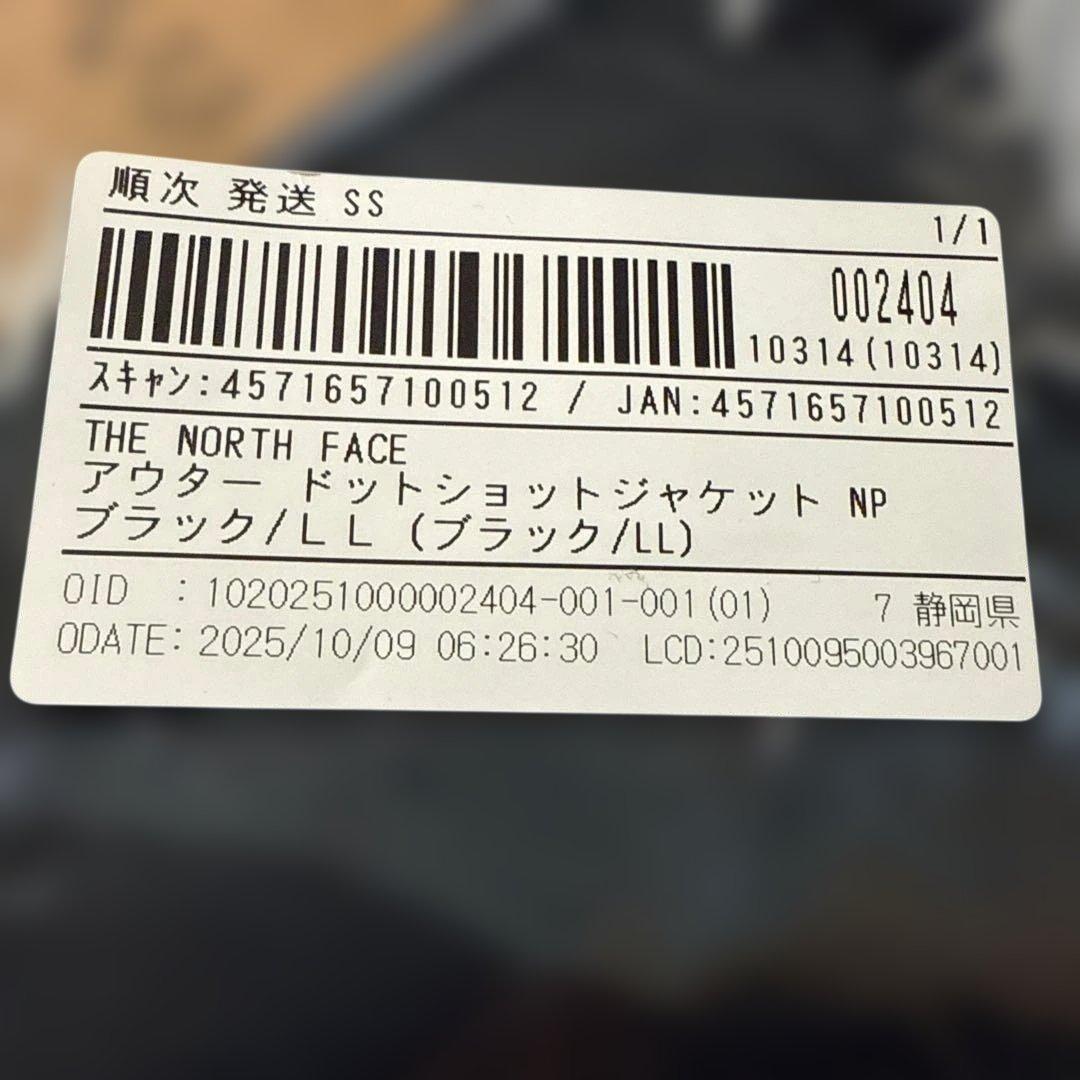 順次 発送 SS
1/1
002404
10314(10314)
スキャン:4571657100512 / JAN:4571657100512
THE NORTH FACE
アウター ドットショットジャケット NP
ブラック/LL (ブラック/LL)
OID :1020251000002404-001-001(01) 7 静岡県
ODATE:2025/10/09 06:26:30 LCD:2510095003967001